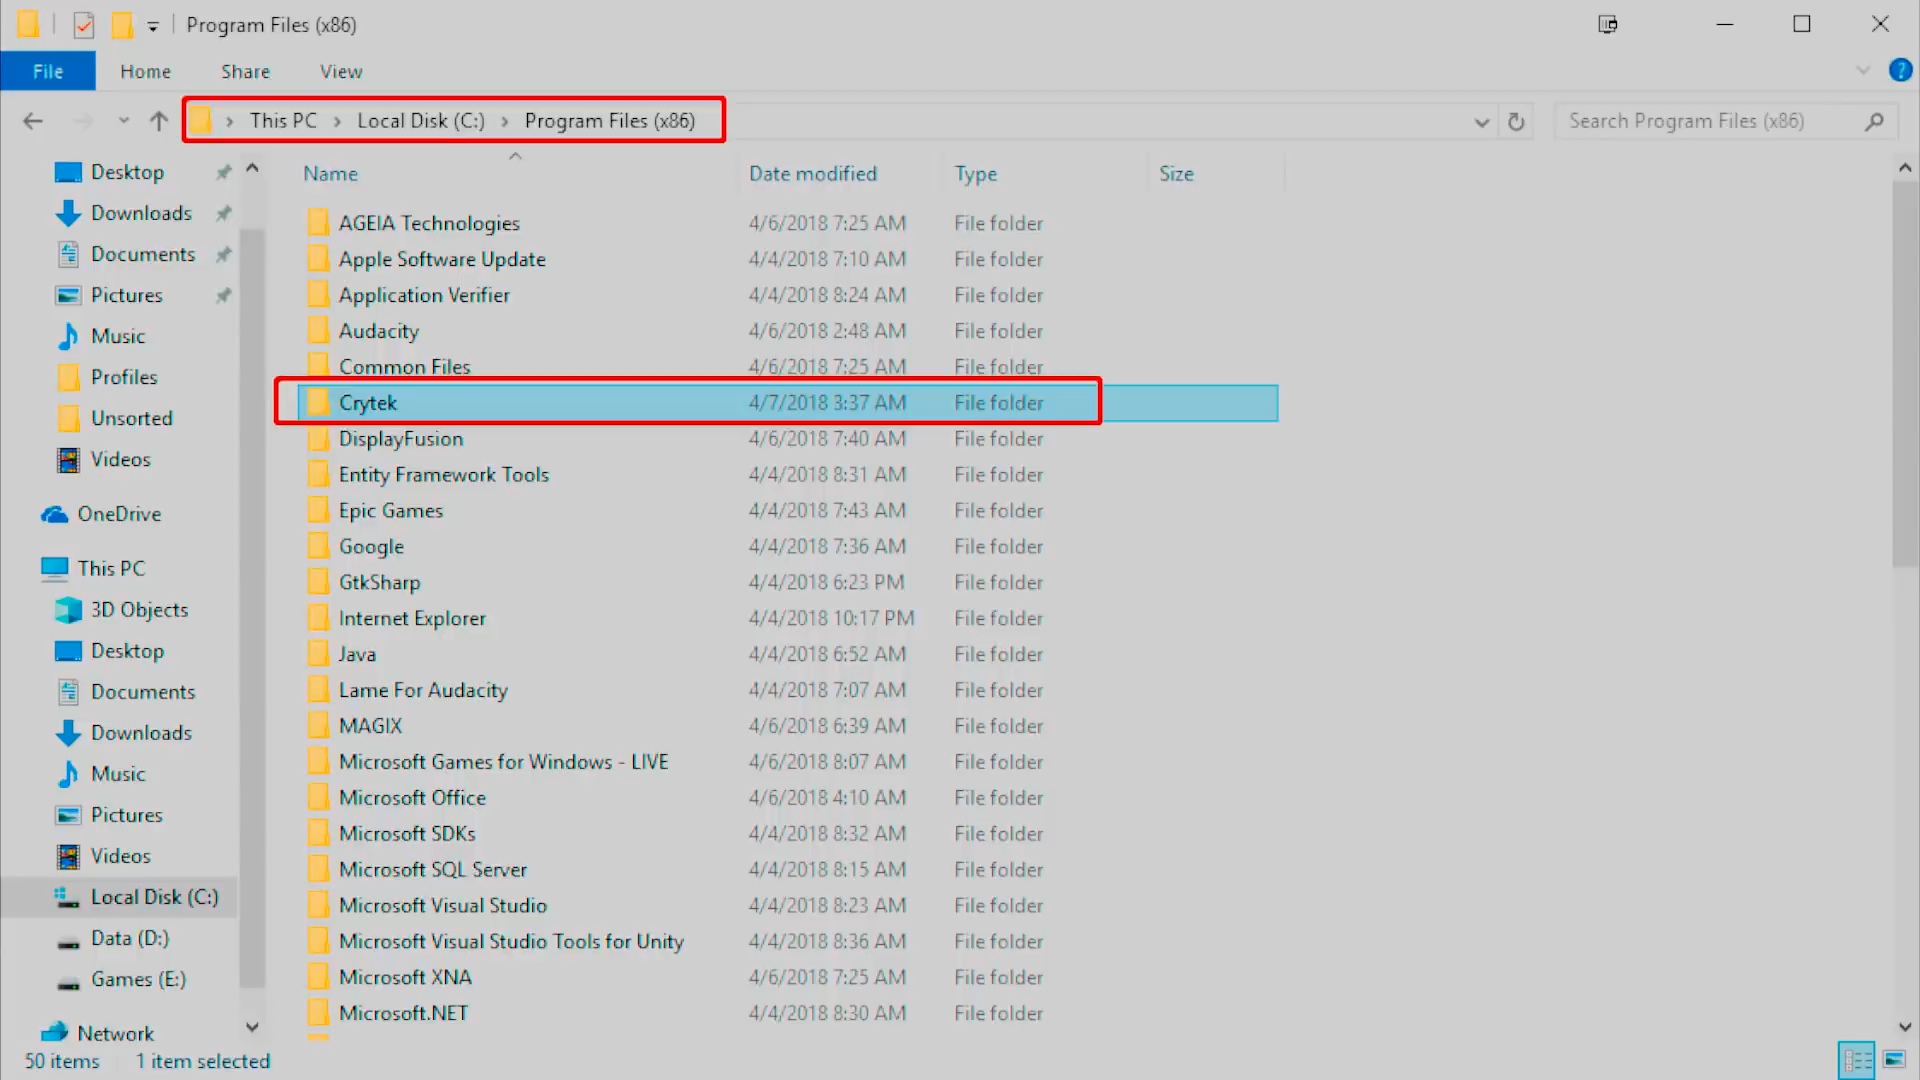 Program Files (x86)
File Home Share View
This PC Local Disk (C:) Program Files (x86) Search Program Files (x86)
Desktop
Downloads
Documents
Pictures
Music
Profiles
Unsorted
Videos
OneDrive
This PC
3D Objects
Desktop
Documents
Downloads
Music
Pictures
Videos
Local Disk (C:)
Data (D:)
Games (E:)
Network
Name Date modified Type Size
AGEIA Technologies 4/6/2018 7:25 AM File folder
Apple Software Update 4/4/2018 7:10 AM File folder
Application Verifier 4/4/2018 8:24 AM File folder
Audacity 4/6/2018 2:48 AM File folder
Common Files 4/6/2018 7:25 AM File folder
Crytek 4/7/2018 3:37 AM File folder
DisplayFusion 4/6/2018 7:40 AM File folder
Entity Framework Tools 4/4/2018 8:31 AM File folder
Epic Games 4/4/2018 7:43 AM File folder
Google 4/4/2018 7:36 AM File folder
GtkSharp 4/4/2018 6:23 PM File folder
Internet Explorer 4/4/2018 10:17 PM File folder
Java 4/4/2018 6:52 AM File folder
Lame For Audacity 4/4/2018 7:07 AM File folder
MAGIX 4/6/2018 6:39 AM File folder
Microsoft Games for Windows - LIVE 4/6/2018 8:07 AM File folder
Microsoft Office 4/6/2018 4:10 AM File folder
Microsoft SDKs 4/4/2018 8:32 AM File folder
Microsoft SQL Server 4/4/2018 8:15 AM File folder
Microsoft Visual Studio 4/4/2018 8:23 AM File folder
Microsoft Visual Studio Tools for Unity 4/4/2018 8:36 AM File folder
Microsoft XNA 4/6/2018 7:25 AM File folder
Microsoft.NET 4/4/2018 8:30 AM File folder
50 items 1 item selected